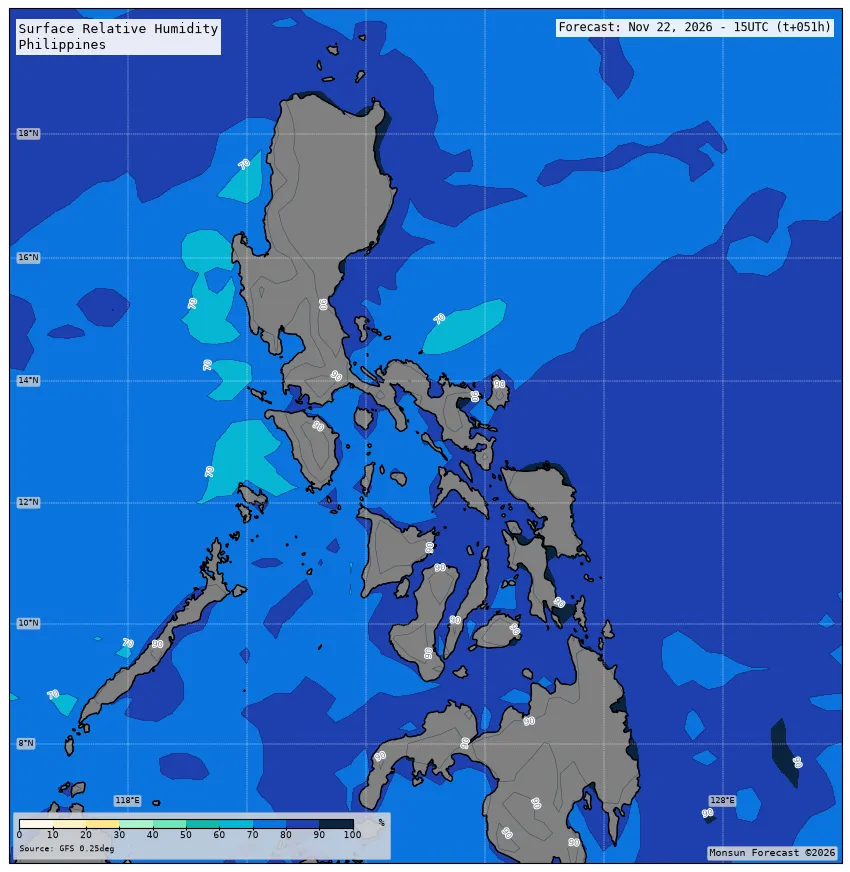 Surface Relative Humidity
Philippines
Forecast: Nov 22, 2026 - 15UTC (t+051h)
18°N
70
16°N
70
90
70
70
14°N
90
90
90
90
70
12°N
90
90
90
10°N
90
90
70
90
90
70
90
8°N
90
90
90
118°E
128°E
90
90
90
90
%
0 10 20 30 40 50 60 70 80 90 100
Source: GFS 0.25deg
Monsun Forecast ©2026